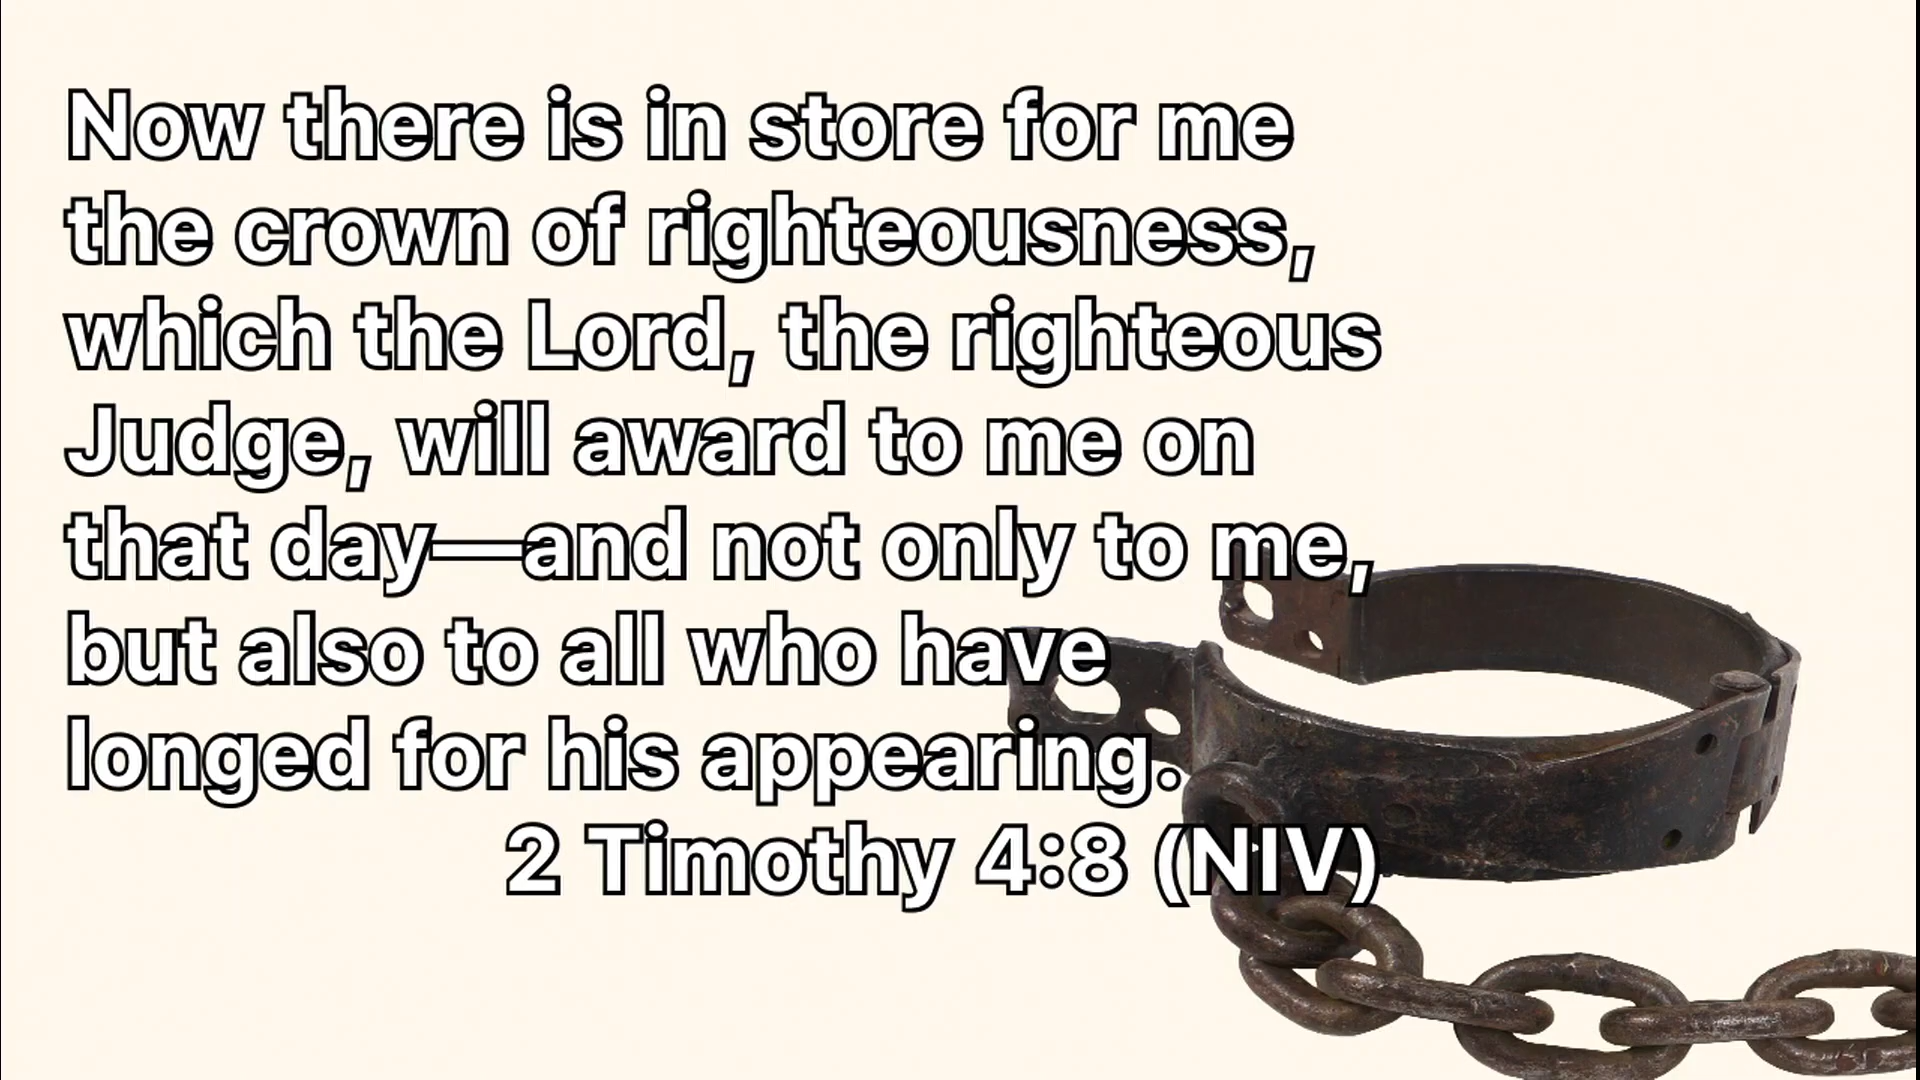 Now there is in store for me
the crown of righteousness,
which the Lord, the righteous
Judge, will award to me on
that day—and not only to me,
but also to all who have
longed for his appearing.
2 Timothy 4:8 (NIV)